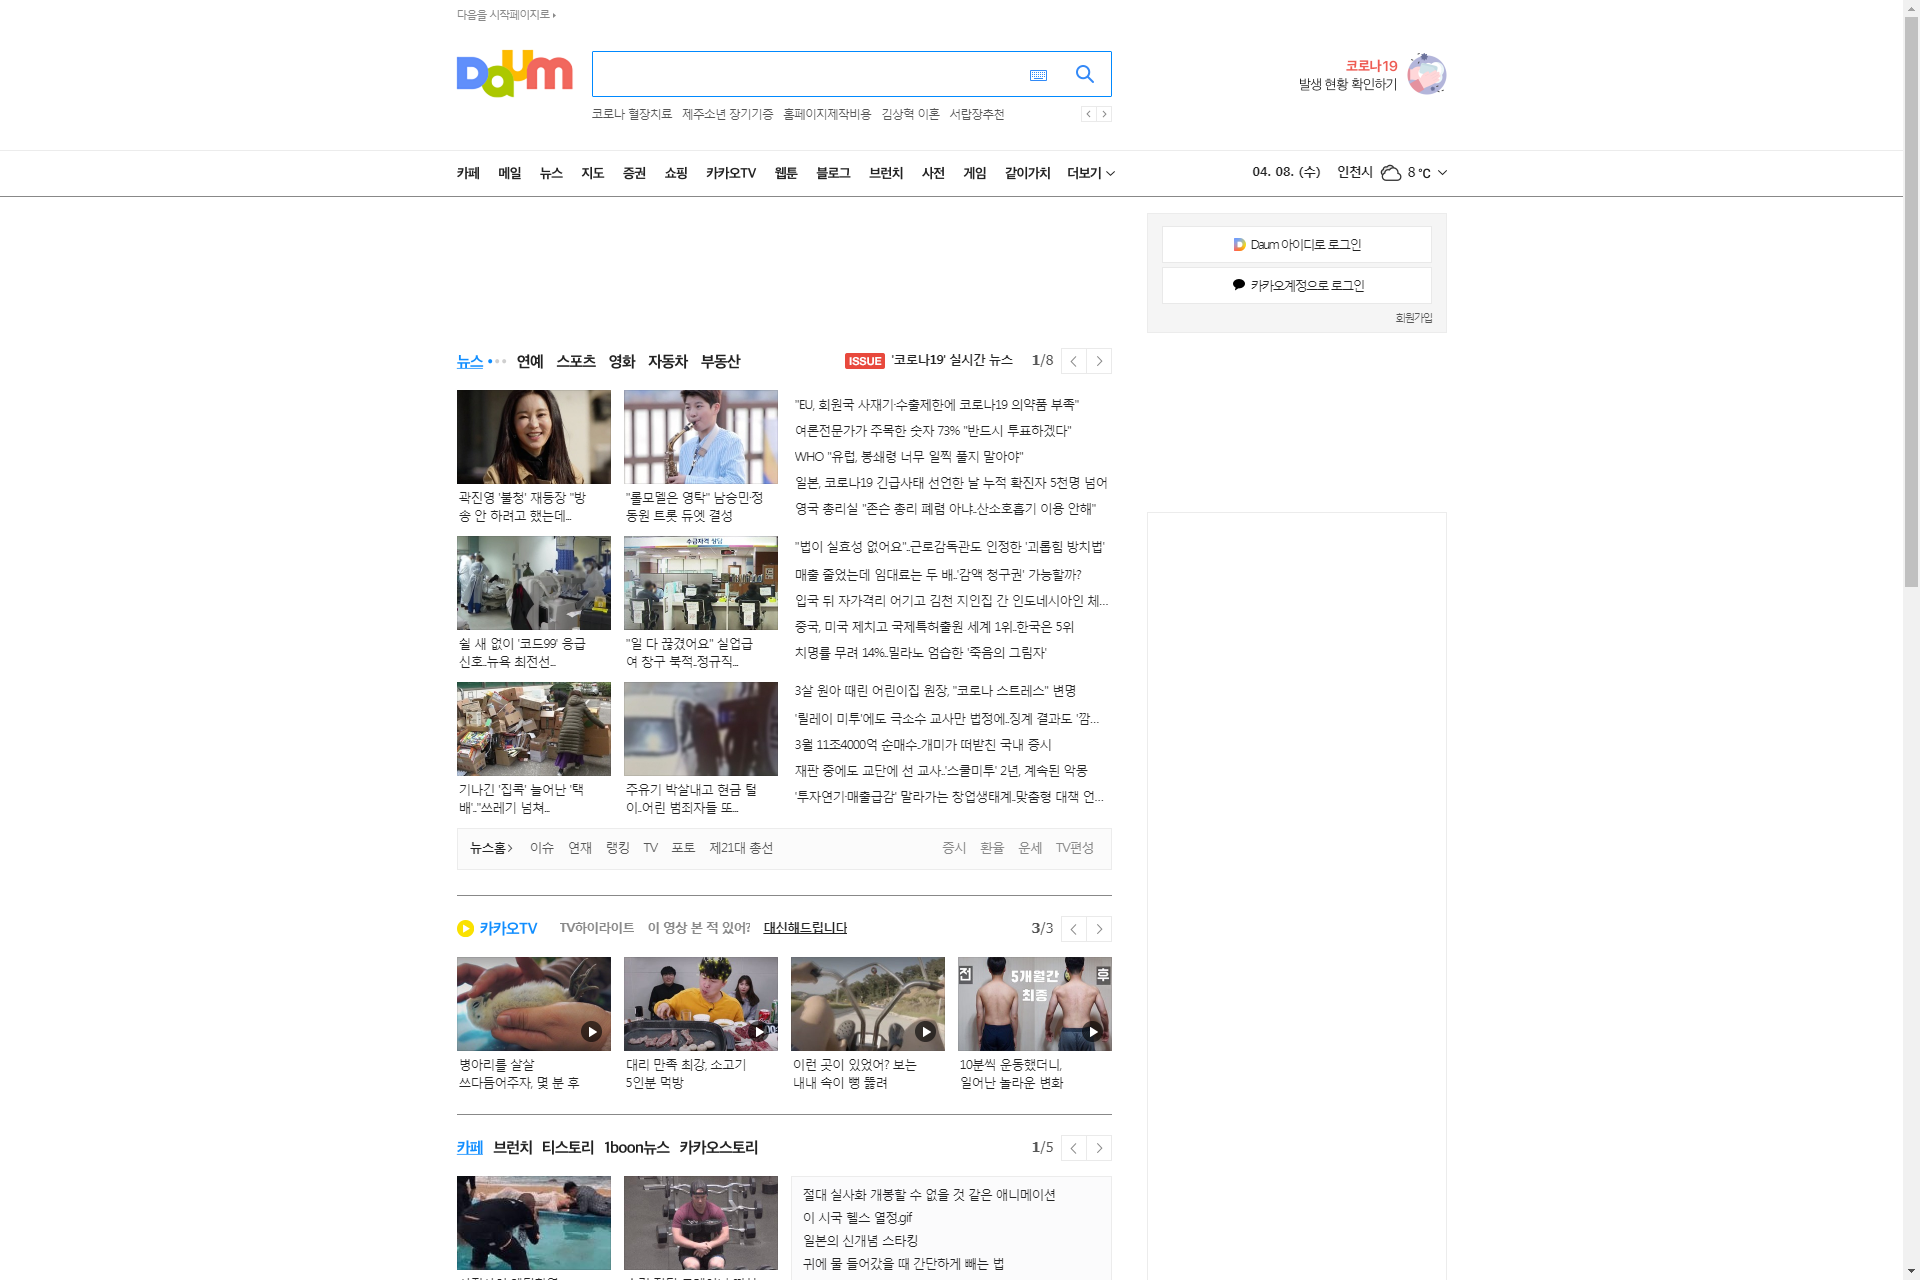 다음을 시작페이지로
Daum
코로나 혈장치료 제주소년 장기기증 홈페이지제작비용 김상혁 이혼 서랍장추천
코로나19
발생 현황 확인하기
카페 메일 뉴스 지도 증권 쇼핑 카카오TV 웹툰 블로그 브런치 사전 게임 같이가치 더보기
04. 08. (수) 인천시 8 ℃
Daum 아이디로 로그인
카카오계정으로 로그인
회원가입
뉴스 연예 스포츠 영화 자동차 부동산
ISSUE '코로나19' 실시간 뉴스 1/8
곽진영 '불청' 재등장 "방
송 안 하려고 했는데...
"롤모델은 영탁" 남승민·정
동원 트롯 듀엣 결성
쉴 새 없이 '코드99' 응급
신호..뉴욕 최전선...
수급자격 상담
"일 다 끊겼어요" 실업급
여 창구 북적..정규직...
기나긴 '집콕' 늘어난 '택
배'.."쓰레기 넘쳐...
주유기 박살내고 현금 털
이..어린 범죄자들 또...
"EU, 회원국 사재기·수출제한에 코로나19 의약품 부족"
여론전문가가 주목한 숫자 73% "반드시 투표하겠다"
WHO "유럽, 봉쇄령 너무 일찍 풀지 말아야"
일본, 코로나19 긴급사태 선언한 날 누적 확진자 5천명 넘어
영국 총리실 "존슨 총리 폐렴 아냐..산소호흡기 이용 안해"
"법이 실효성 없어요"..근로감독관도 인정한 '괴롭힘 방치법'
매출 줄었는데 임대료는 두 배..'감액 청구권' 가능할까?
입국 뒤 자가격리 어기고 김천 지인집 간 인도네시아인 체...
중국, 미국 제치고 국제특허출원 세계 1위..한국은 5위
치명률 무려 14%..밀라노 엄습한 '죽음의 그림자'
3살 원아 때린 어린이집 원장, "코로나 스트레스" 변명
'릴레이 미투'에도 국소수 교사만 법정에..징계 결과도 '깜...
3월 11조4000억 순매수..개미가 떠받친 국내 증시
재판 중에도 교단에 선 교사..'스쿨미투' 2년, 계속된 악몽
'투자연기·매출급감' 말라가는 창업생태계..맞춤형 대책 언...
뉴스홈 이슈 연재 랭킹 TV 포토 제21대 총선 증시 환율 운세 TV편성
카카오TV TV하이라이트 이 영상 본 적 있어? 대신해드립니다 3/3
전 5개월간 최종 후
병아리를 살살
쓰다듬어주자, 몇 분 후
대리 만족 최강, 소고기
5인분 먹방
이런 곳이 있었어? 보는
내내 속이 뻥 뚫려
10분씩 운동했더니,
일어난 놀라운 변화
카페 브런치 티스토리 1boon뉴스 카카오스토리 1/5
절대 실사화 개봉할 수 없을 것 같은 애니메이션
이 시국 헬스 열정.gif
일본의 신개념 스타킹
귀에 물 들어갔을 때 간단하게 빼는 법